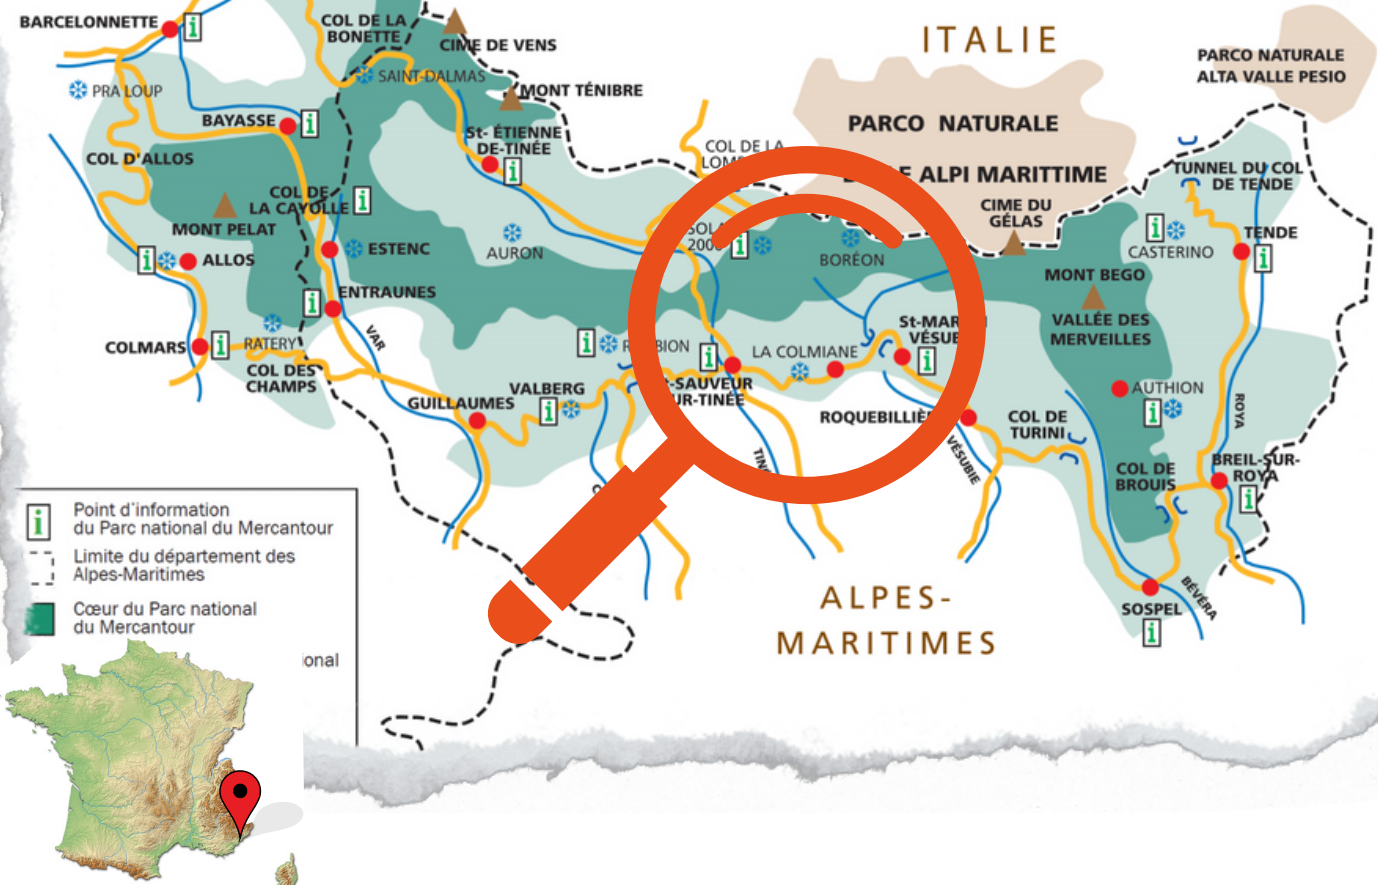 BARCELONNETTE
COL DE LA
BONETTE
CIME DE VENS
ITALIE
PARCO NATURALE
ALTA VALLE PESIO
PRA LOUP
SAINT-DALMAS
MONT TÉNIBRE
BAYASSE
St- ÉTIENNE
DE-TINÉE
PARCO NATURALE
ALPI MARITTIME
COL DE LA
COL D'ALLOS
COL DE
LA CAYOLLE
CIME DU
GÉLAS
TUNNEL DU COL
DE TENDE
MONT PELAT
ESTENC
AURON
2000
BORÉON
CASTERINO
TENDE
ALLOS
ENTRAUNES
MONT BEGO
VALLÉE DES
MERVEILLES
COLMARS
RATERY
VAR
COL DES
CHAMPS
LA COLMIANE
GUILLAUMES
VALBERG
AUTHION
ROYA
COL DE
TURINI
VÉSUBIE
COL DE
BROUIS
BREIL-SUR-
ROYA
SOSPEL
BÉVÉRA
ALPES-
MARITIMES
Point d'information
du Parc national du Mercantour
Limite du département des
Alpes-Maritimes
Cœur du Parc national
du Mercantour